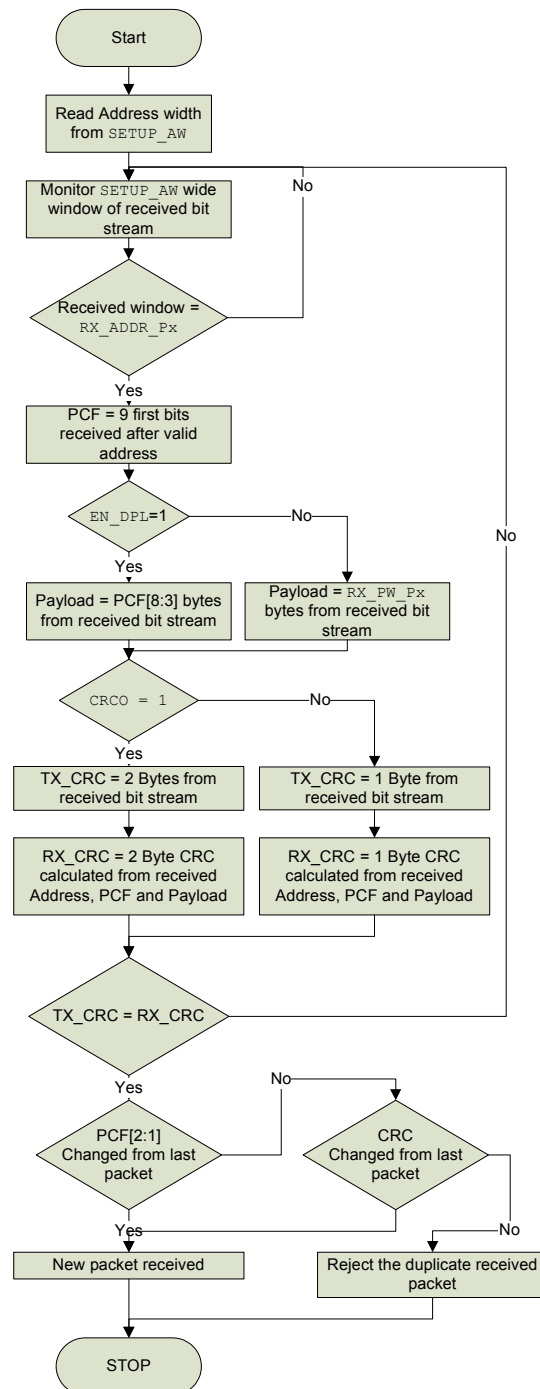 Start
Read Address width
from SETUP_AW
No
Monitor SETUP_AW wide
window of received bit
stream
Received window =
RX_ADDR_Px
Yes
PCF = 9 first bits
received after valid
address
EN_DPL=1
No
No
Yes
Payload = PCF[8:3] bytes
from received bit stream
Payload = RX_PW_Px
bytes from received bit
stream
CRCO = 1
No
Yes
TX_CRC = 2 Bytes from
received bit stream
TX_CRC = 1 Byte from
received bit stream
RX_CRC = 2 Byte CRC
calculated from received
Address, PCF and Payload
RX_CRC = 1 Byte CRC
calculated from received
Address, PCF and Payload
TX_CRC = RX_CRC
Yes
No
PCF[2:1]
Changed from last
packet
CRC
Changed from last
packet
Yes
No
New packet received
Reject the duplicate received
packet
STOP